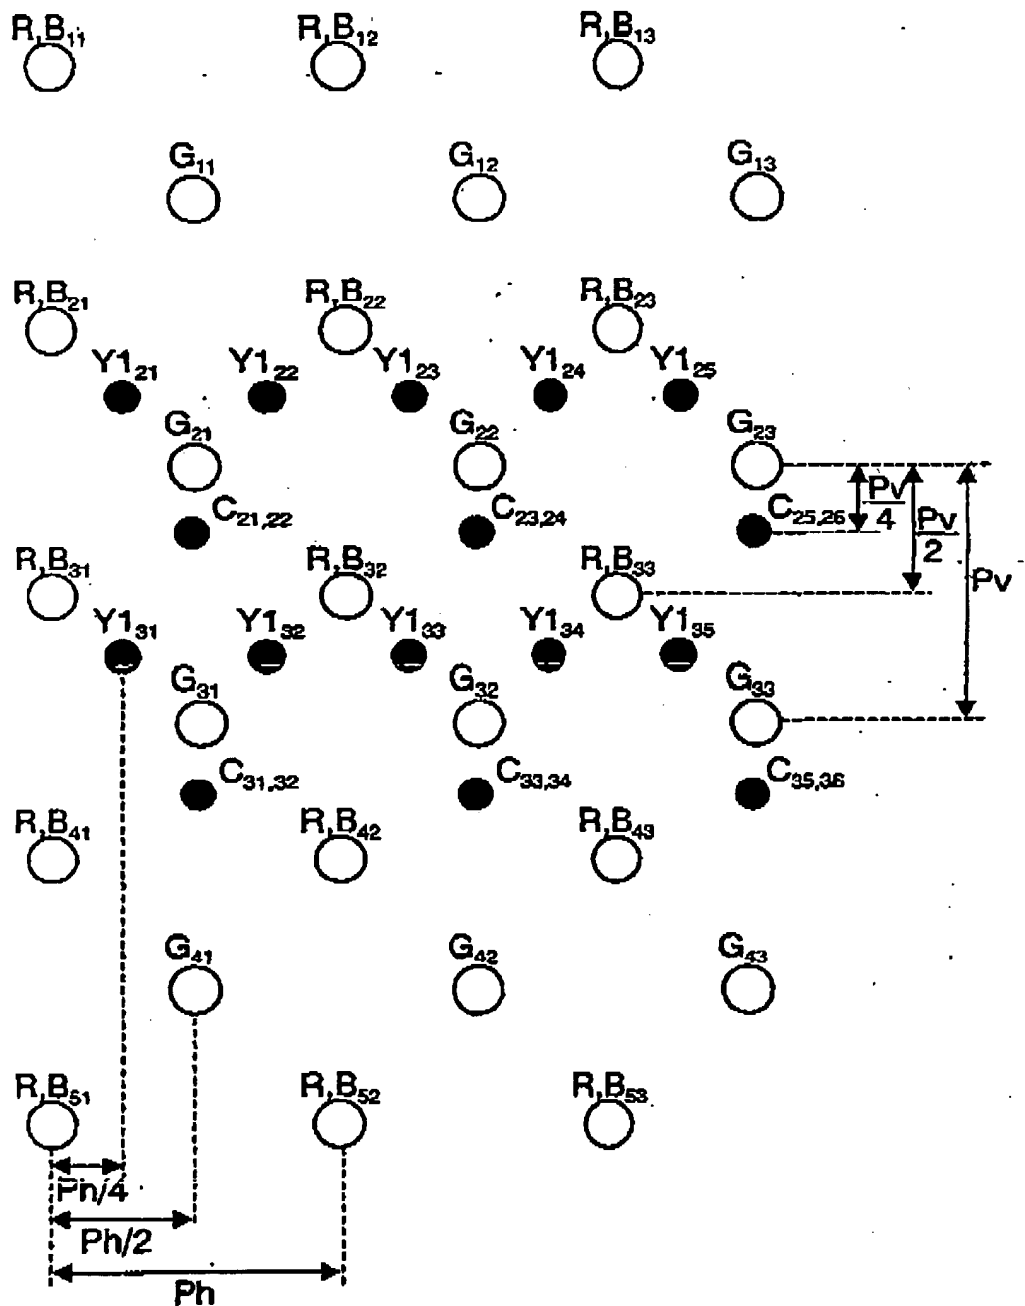 R,B11 R,B12 R,B13
G11 G12 G13
R,B21 R,B22 R,B23
Y121 Y122 Y123 Y124 Y125
G21 G22 G23
C21,22 C23,24 C25,26 Pv/4
Pv/2
R,B31 R,B32 R,B33
Pv
Y131 Y132 Y133 Y134 Y135
G31 G32 G33
C31,32 C33,34 C35,36
R,B41 R,B42 R,B43
G41 G42 G43
R,B51 R,B52 R,B53
Ph/4
Ph/2
Ph